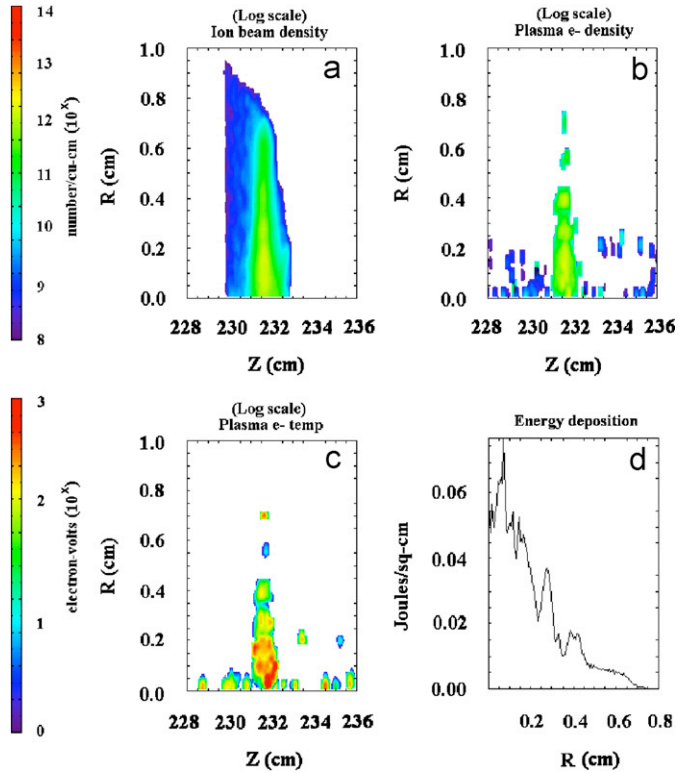 (Log scale)
Ion beam density
a
number/cu-cm (10^x)
14
13
12
11
10
9
8
R (cm)
1.0
0.8
0.6
0.4
0.2
0.0
228 230 232 234 236
Z (cm)
(Log scale)
Plasma e- density
b
R (cm)
1.0
0.8
0.6
0.4
0.2
0.0
228 230 232 234 236
Z (cm)
(Log scale)
Plasma e- temp
c
electron-volts (10^x)
3
2
1
0
R (cm)
1.0
0.8
0.6
0.4
0.2
0.0
228 230 232 234 236
Z (cm)
Energy deposition
d
Joules/sq-cm
0.06
0.04
0.02
0.00
0.2 0.4 0.6 0.8
R (cm)